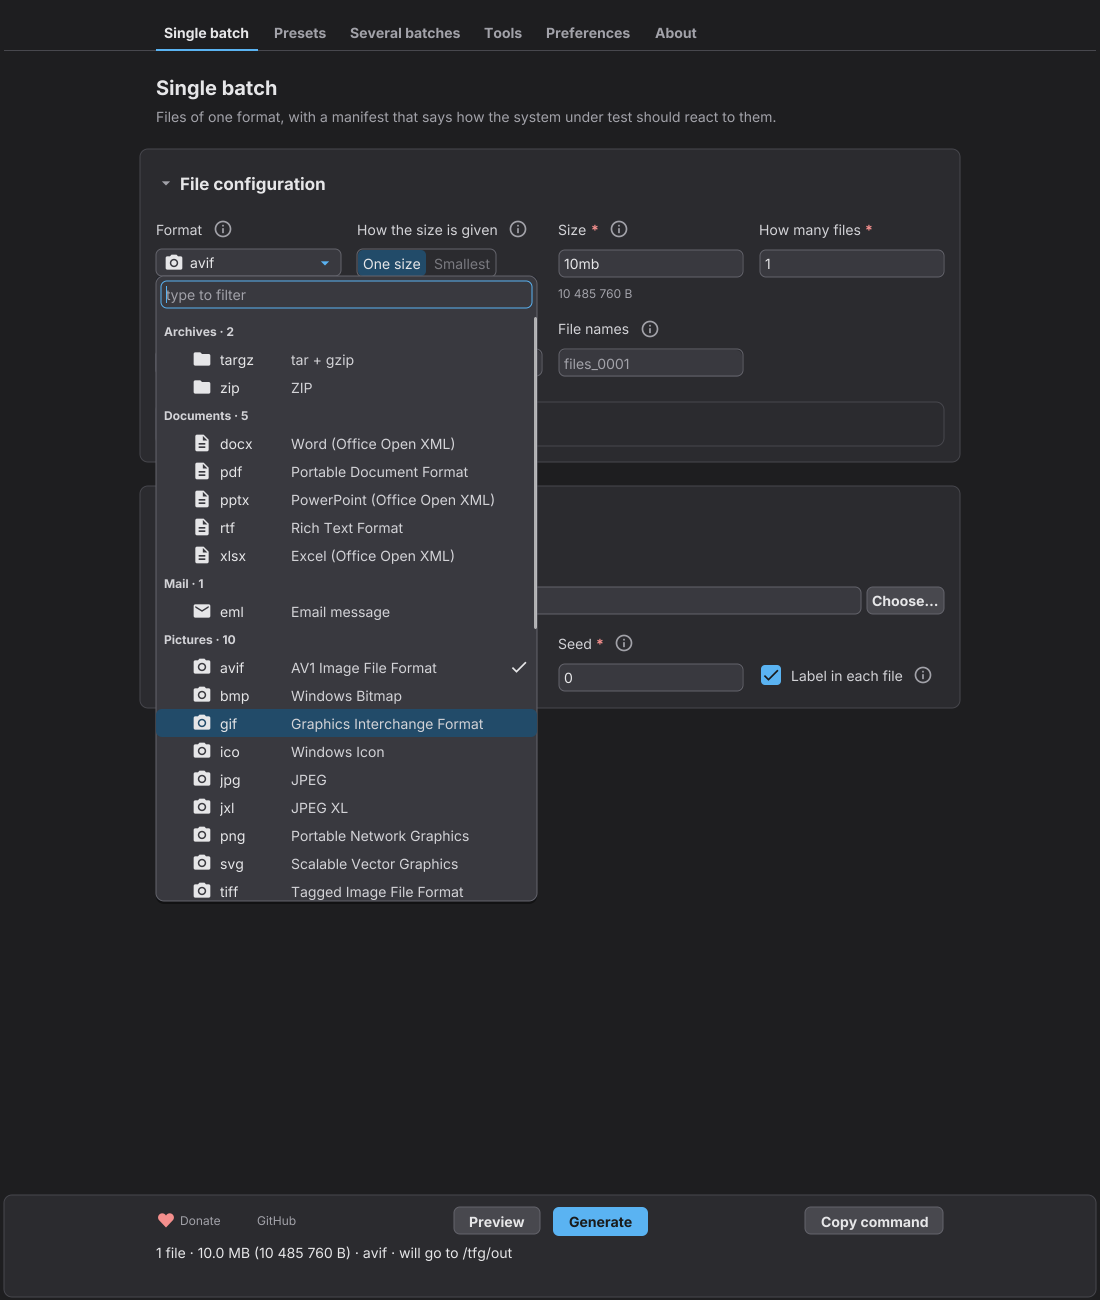 Single batch
Presets
Several batches
Tools
Preferences
About
Single batch
Files of one format, with a manifest that says how the system under test should react to them.
File configuration
Format
How the size is given
Size *
How many files *
avif
One size
Smallest
10mb
1
10 485 760 B
type to filter
File names
files_0001
Archives · 2
targz tar + gzip
zip ZIP
Documents · 5
docx Word (Office Open XML)
pdf Portable Document Format
pptx PowerPoint (Office Open XML)
rtf Rich Text Format
xlsx Excel (Office Open XML)
Mail · 1
eml Email message
Choose...
Pictures · 10
Seed *
avif AV1 Image File Format
0
Label in each file
bmp Windows Bitmap
gif Graphics Interchange Format
ico Windows Icon
jpg JPEG
jxl JPEG XL
png Portable Network Graphics
svg Scalable Vector Graphics
tiff Tagged Image File Format
Donate
GitHub
Preview
Generate
Copy command
1 file · 10.0 MB (10 485 760 B) · avif · will go to /tfg/out